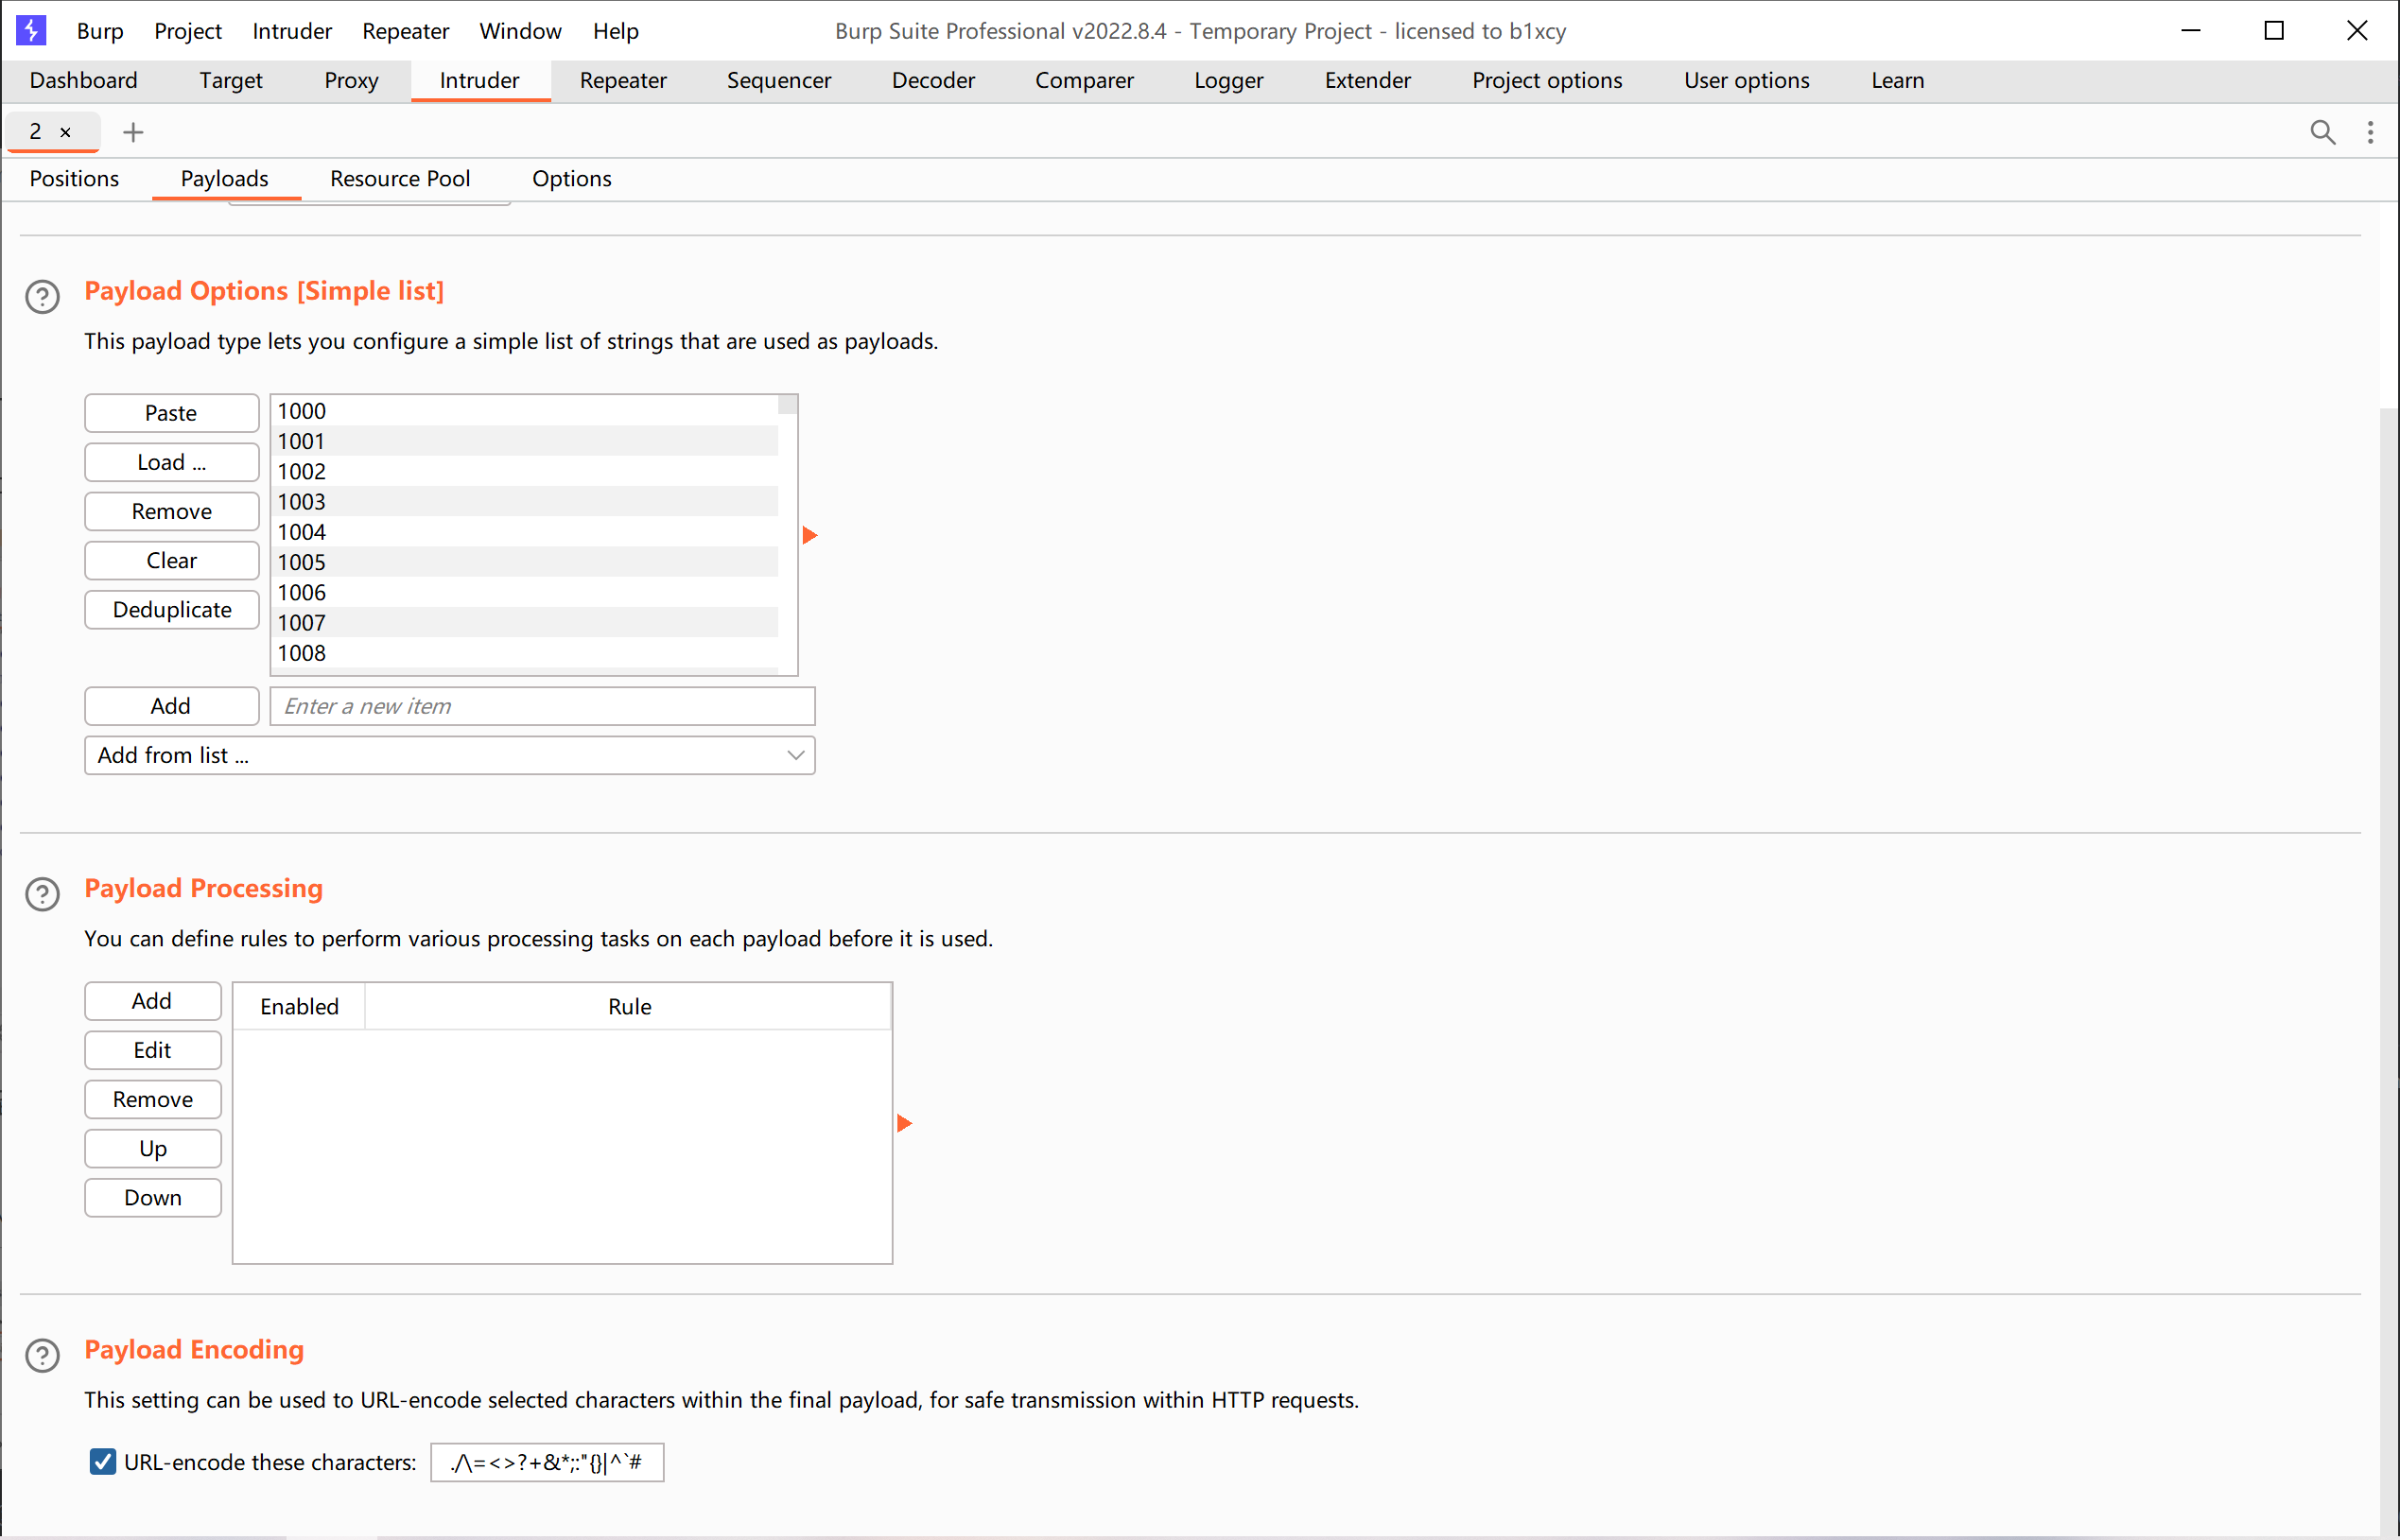 Burp Project Intruder Repeater Window Help Burp Suite Professional v2022.8.4 - Temporary Project - licensed to b1xcy
Dashboard Target Proxy Intruder Repeater Sequencer Decoder Comparer Logger Extender Project options User options Learn
2 × +
Positions Payloads Resource Pool Options
? Payload Options [Simple list]
This payload type lets you configure a simple list of strings that are used as payloads.
Paste
Load ...
Remove
Clear
Deduplicate
1000
1001
1002
1003
1004
1005
1006
1007
1008
Add Enter a new item
Add from list ...
? Payload Processing
You can define rules to perform various processing tasks on each payload before it is used.
Add
Edit
Remove
Up
Down
Enabled Rule
? Payload Encoding
This setting can be used to URL-encode selected characters within the final payload, for safe transmission within HTTP requests.
URL-encode these characters: ./\=<>?+&*;:"{}|^`#